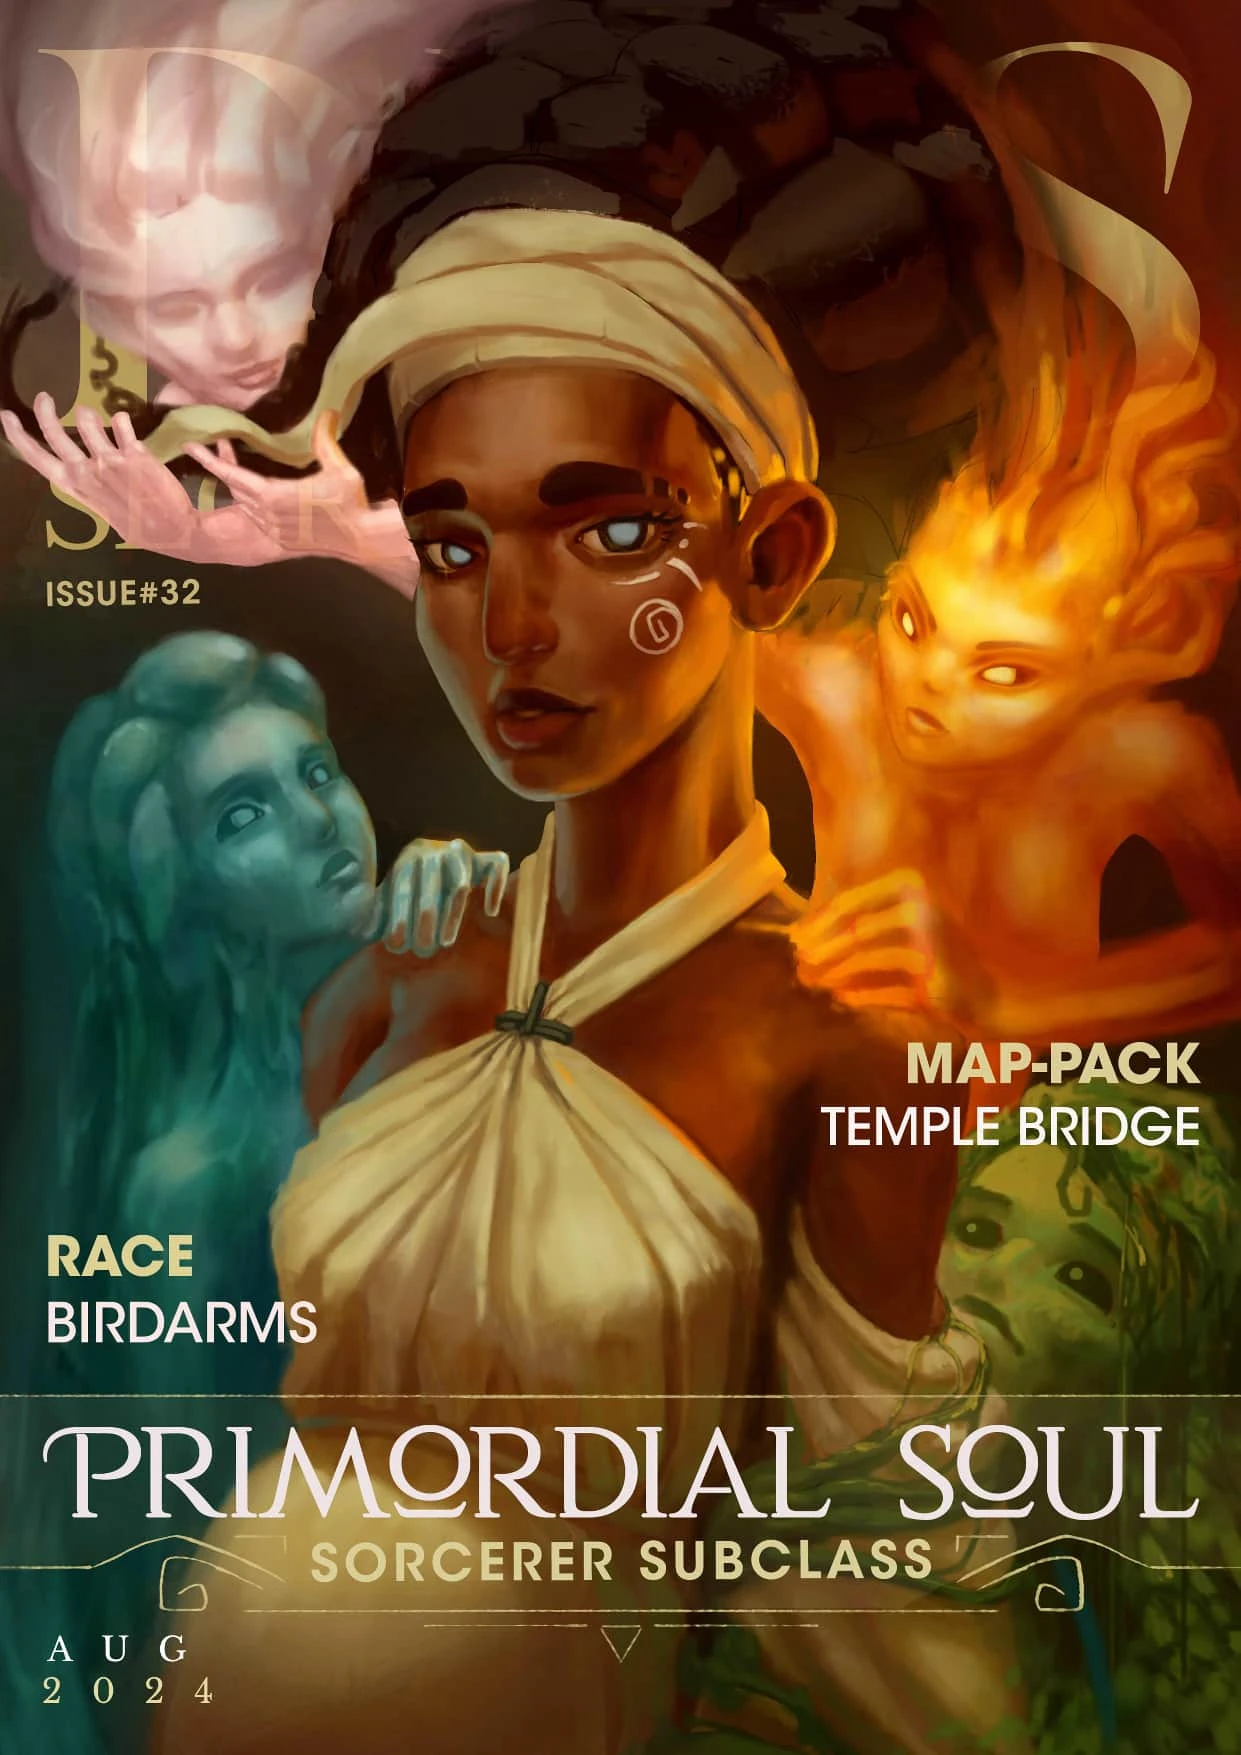 ISSUE#32
MAP-PACK
TEMPLE BRIDGE
RACE
BIRDARMS
PRIMORDIAL SOUL
SORCERER SUBCLASS
AUG
2024